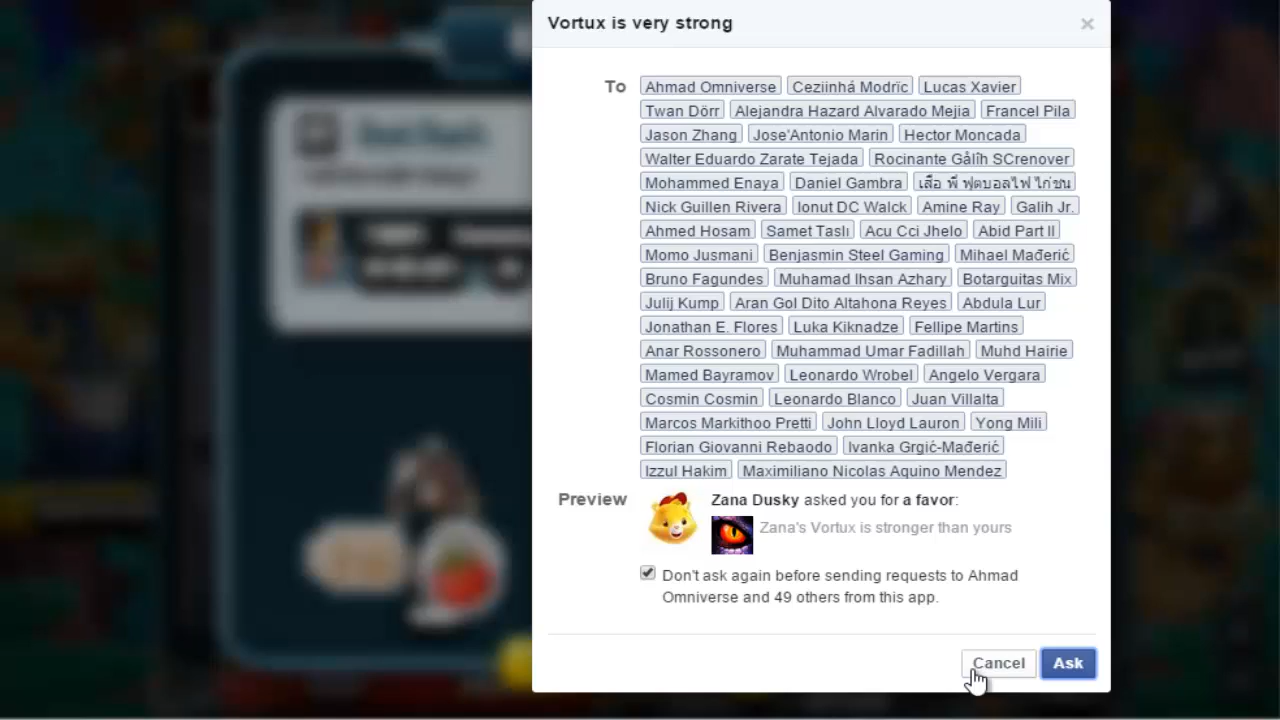 Vortux is very strong ×
To Ahmad Omniverse Ceziinhá Modrïc Lucas Xavier
Twan Dörr Alejandra Hazard Alvarado Mejia Francel Pila
Jason Zhang Jose'Antonio Marin Hector Moncada
Walter Eduardo Zarate Tejada Rocinante Gålîh SCrenover
Mohammed Enaya Daniel Gambra เสือ พี ฟุตบอลไฟ ไก่ชน
Nick Guillen Rivera Ionut DC Walck Amine Ray Galih Jr.
Ahmed Hosam Samet Taslı Acu Cci Jhelo Abid Part II
Momo Jusmani Benjasmin Steel Gaming Mihael Mađerić
Bruno Fagundes Muhamad Ihsan Azhary Botarguitas Mix
Julij Kump Aran Gol Dito Altahona Reyes Abdula Lur
Jonathan E. Flores Luka Kiknadze Fellipe Martins
Anar Rossonero Muhammad Umar Fadillah Muhd Hairie
Mamed Bayramov Leonardo Wrobel Angelo Vergara
Cosmin Cosmin Leonardo Blanco Juan Villalta
Marcos Markithoo Pretti John Lloyd Lauron Yong Mili
Florian Giovanni Rebaodo Ivanka Grgić-Mađerić
Izzul Hakim Maximiliano Nicolas Aquino Mendez
Preview Zana Dusky asked you for a favor:
Zana's Vortux is stronger than yours
Don't ask again before sending requests to Ahmad
Omniverse and 49 others from this app.
Cancel Ask